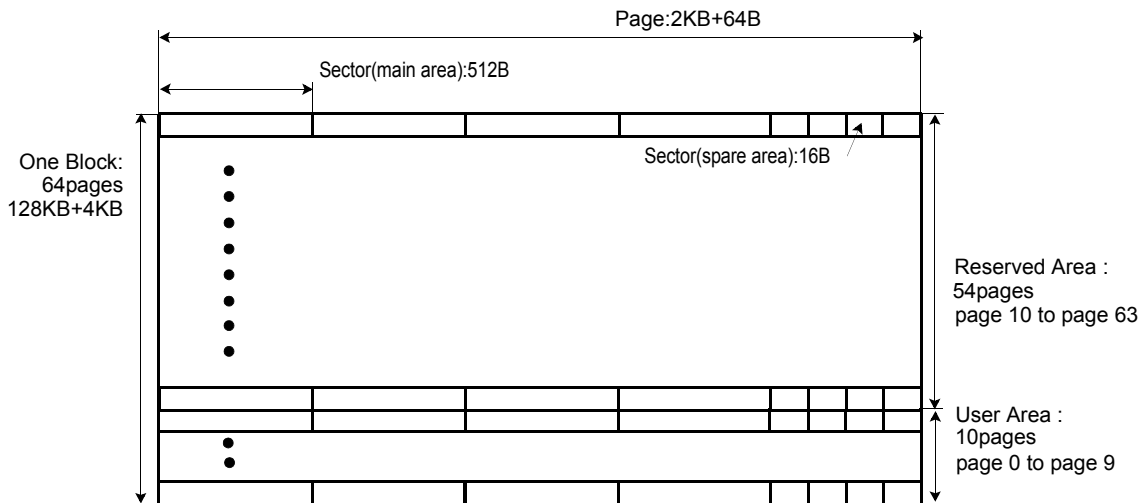 Page:2KB+64B
Sector(main area):512B
Sector(spare area):16B
One Block:
64pages
128KB+4KB
Reserved Area :
54pages
page 10 to page 63
User Area :
10pages
page 0 to page 9